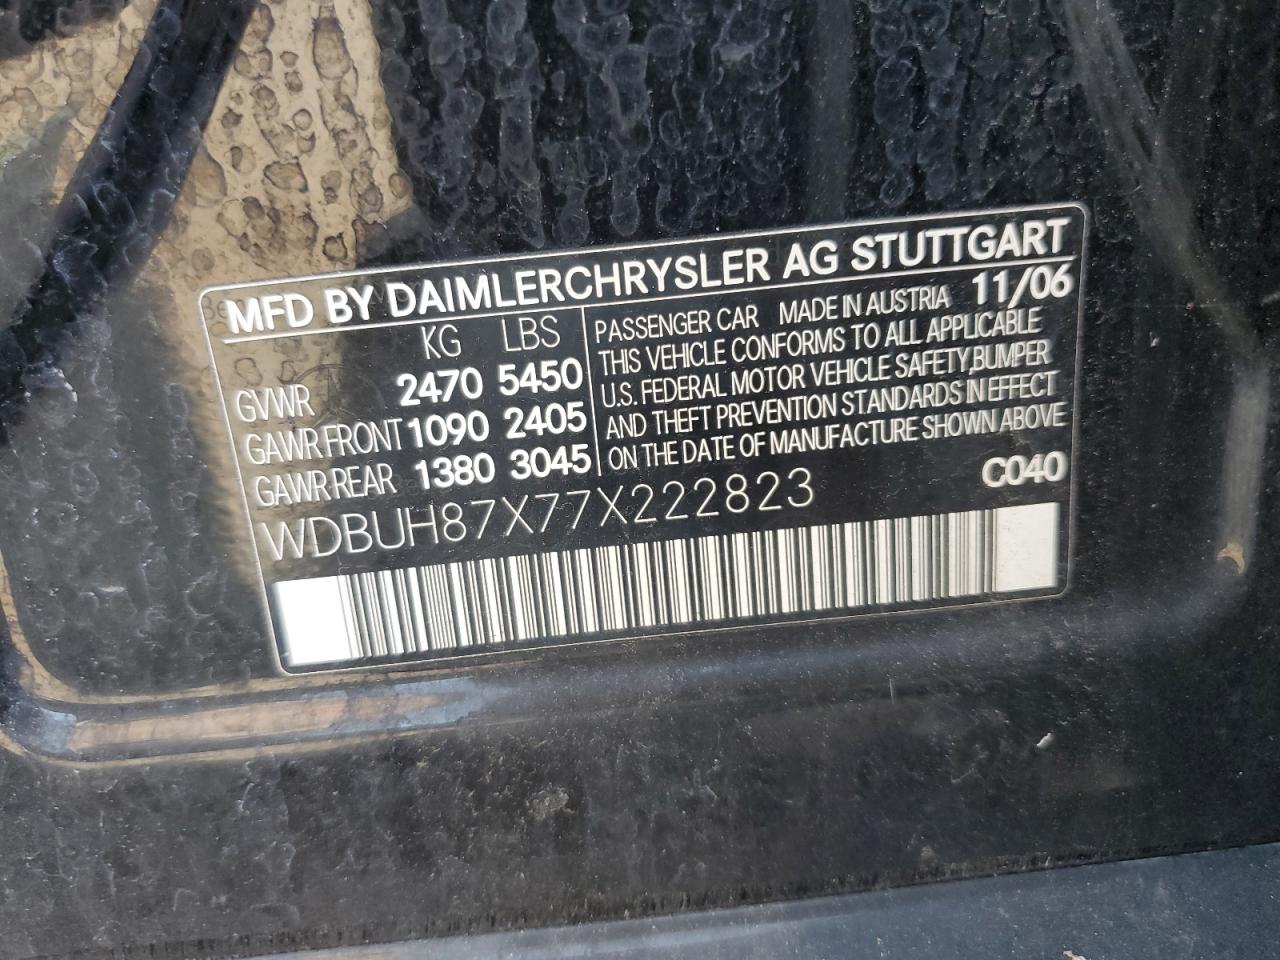 MFD BY DAIMLERCHRYSLER AG STUTTGART
KG LBS
GVWR 2470 5450
GAWR FRONT 1090 2405
GAWR REAR 1380 3045
PASSENGER CAR MADE IN AUSTRIA 11/06
THIS VEHICLE CONFORMS TO ALL APPLICABLE
U.S. FEDERAL MOTOR VEHICLE SAFETY,BUMPER
AND THEFT PREVENTION STANDARDS IN EFFECT
ON THE DATE OF MANUFACTURE SHOWN ABOVE
WDBUH87X77X222823 C040